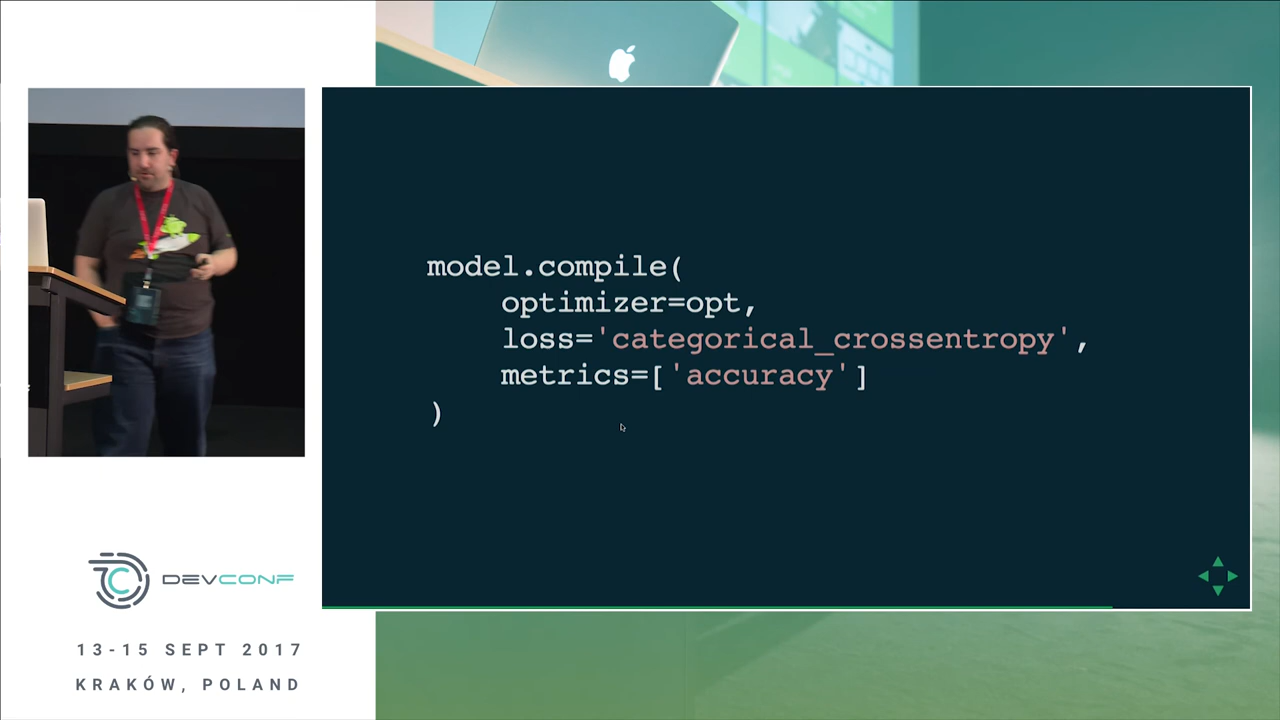 model.compile(
    optimizer=opt,
    loss='categorical_crossentropy',
    metrics=['accuracy']
)
DEVCONF
13-15 SEPT 2017
KRAKÓW, POLAND